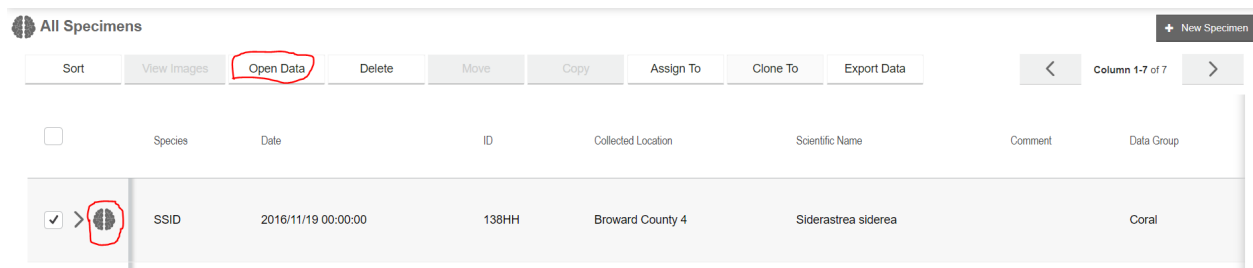 All Specimens
+ New Specimen
Sort View Images Open Data Delete Move Copy Assign To Clone To Export Data < Column 1-7 of 7 >
Species Date ID Collected Location Scientific Name Comment Data Group
SSID 2016/11/19 00:00:00 138HH Broward County 4 Siderastrea siderea Coral